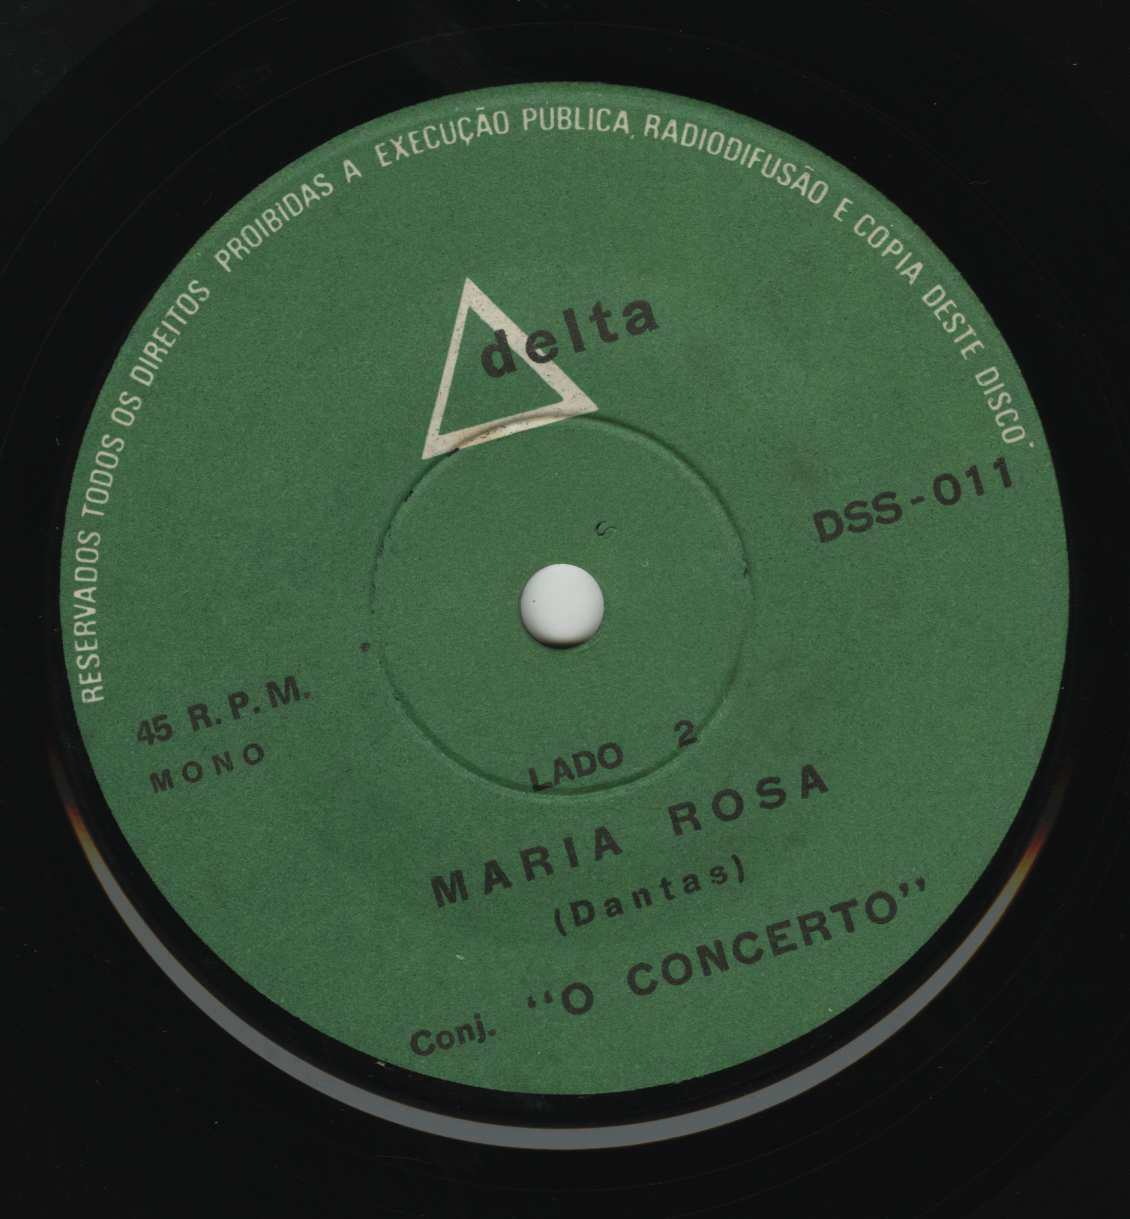 RESERVADOS TODOS OS DIREITOS PROIBIDAS A EXECUÇÃO PUBLICA, RADIODIFUSÃO E COPIA DESTE DISCO
delta
DSS-011
45 R.P.M.
MONO
LADO 2
MARIA ROSA
(Dantas)
Conj. "O CONCERTO"